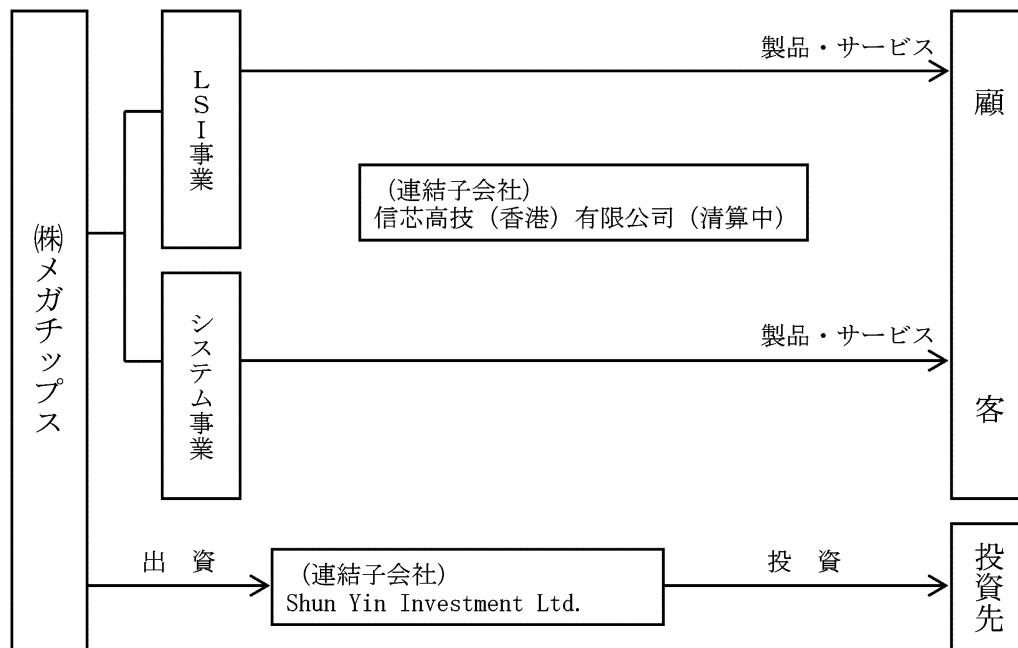 ㈱メガチップス
LSI事業
製品・サービス
（連結子会社）
信芯高技（香港）有限公司（清算中）
システム事業
製品・サービス
顧客
出　資
（連結子会社）
Shun Yin Investment Ltd.
投　資
投資先